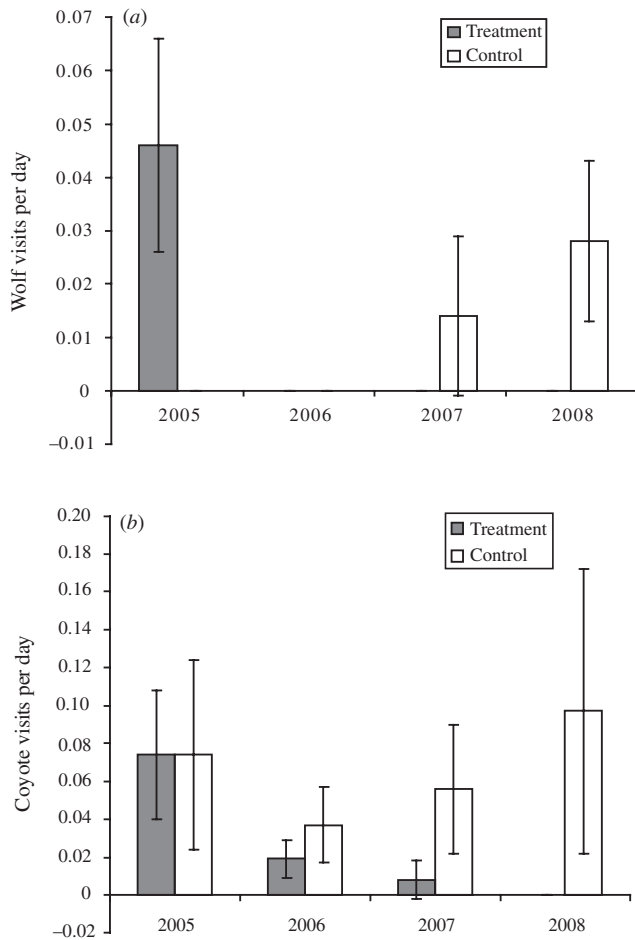 (a)
Treatment
Control
Wolf visits per day
0.07
0.06
0.05
0.04
0.03
0.02
0.01
0
–0.01
2005 2006 2007 2008
(b)
Treatment
Control
Coyote visits per day
0.20
0.18
0.16
0.14
0.12
0.10
0.08
0.06
0.04
0.02
0
–0.02
2005 2006 2007 2008